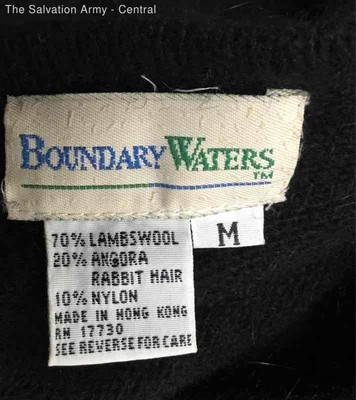 The Salvation Army - Central
BOUNDARY WATERS
TM
M
70% LAMBSWOOL
20% ANGORA
RABBIT HAIR
10% NYLON
MADE IN HONG KONG
RN 17730
SEE REVERSE FOR CARE